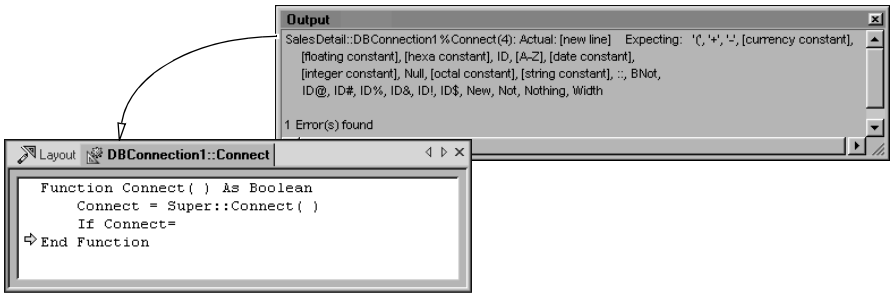 Output
SalesDetail::DBConnection1%Connect(4): Actual: [new line]    Expecting:   '(', '+', '-', [currency constant],
[floating constant], [hexa constant], ID, [A-Z], [date constant],
[integer constant], Null, [octal constant], [string constant], ::, BNot,
ID@, ID#, ID%, ID&, ID!, ID$, New, Not, Nothing, Width
1 Error(s) found
Layout DBConnection1::Connect
Function Connect( ) As Boolean
    Connect = Super::Connect( )
    If Connect=
End Function